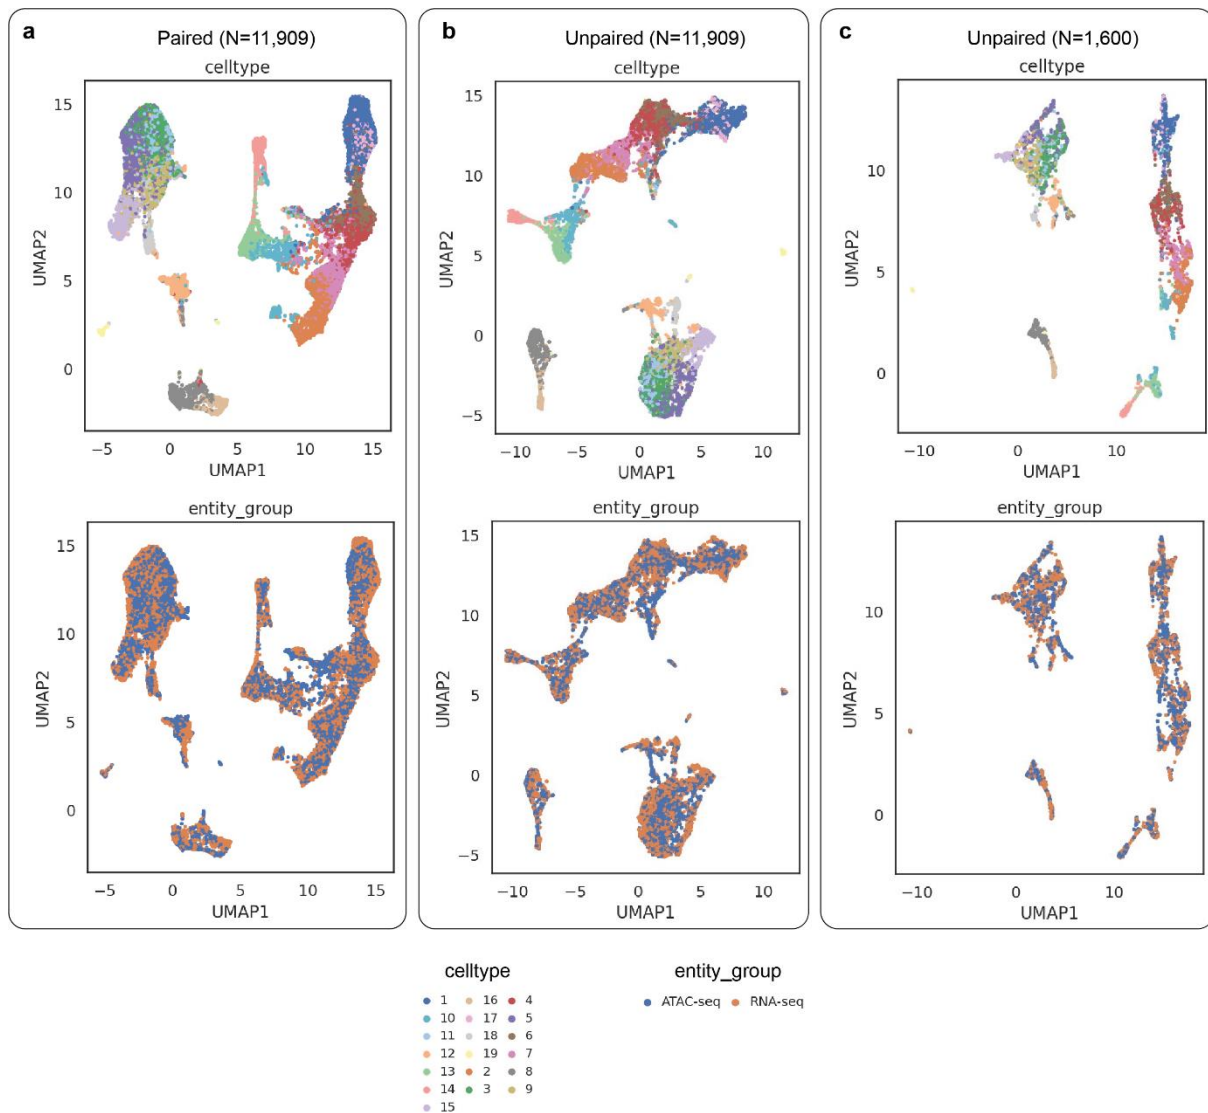 a
Paired (N=11,909)
celltype
UMAP2
15
10
5
0
−5 0 5 10 15
UMAP1
entity_group
UMAP2
15
10
5
0
−5 0 5 10 15
UMAP1
b
Unpaired (N=11,909)
celltype
UMAP2
15
10
5
0
−5
−10 −5 0 5 10
UMAP1
entity_group
UMAP2
15
10
5
0
−5
−10 −5 0 5 10
UMAP1
c
Unpaired (N=1,600)
celltype
UMAP2
10
5
0
−10 0 10
UMAP1
entity_group
UMAP2
10
5
0
−10 0 10
UMAP1
celltype
1 16 4
10 17 5
11 18 6
12 19 7
13 2 8
14 3 9
15
entity_group
ATAC-seq RNA-seq